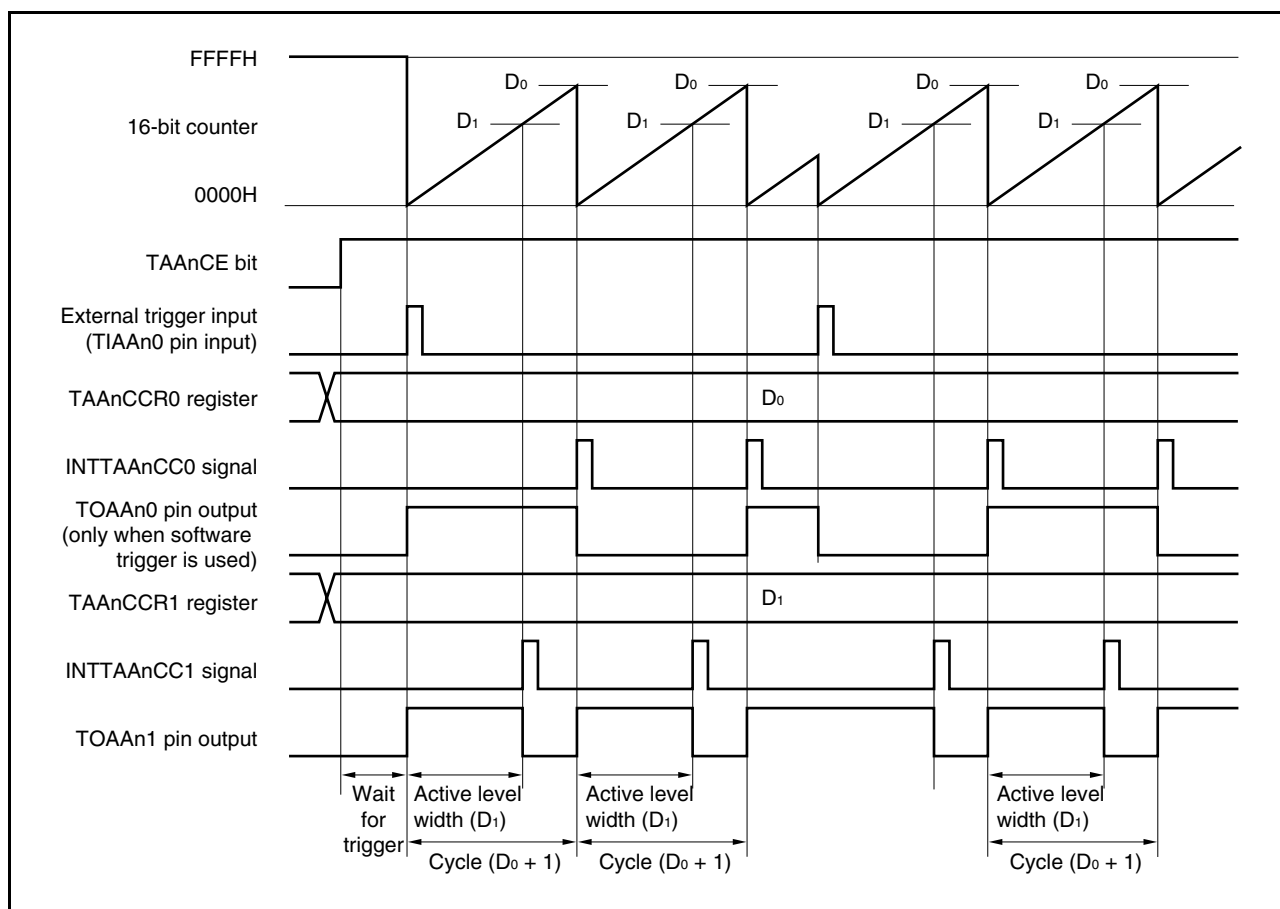 FFFFH
D0
D0
D0
D0
16-bit counter
D1
D1
D1
D1
0000H
TAAnCE bit
External trigger input
(TIAAn0 pin input)
TAAnCCR0 register
D0
INTTAAnCC0 signal
TOAAn0 pin output
(only when software
trigger is used)
TAAnCCR1 register
D1
INTTAAnCC1 signal
TOAAn1 pin output
Wait
for
trigger
Active level
width (D1)
Active level
width (D1)
Active level
width (D1)
Cycle (D0 + 1)
Cycle (D0 + 1)
Cycle (D0 + 1)